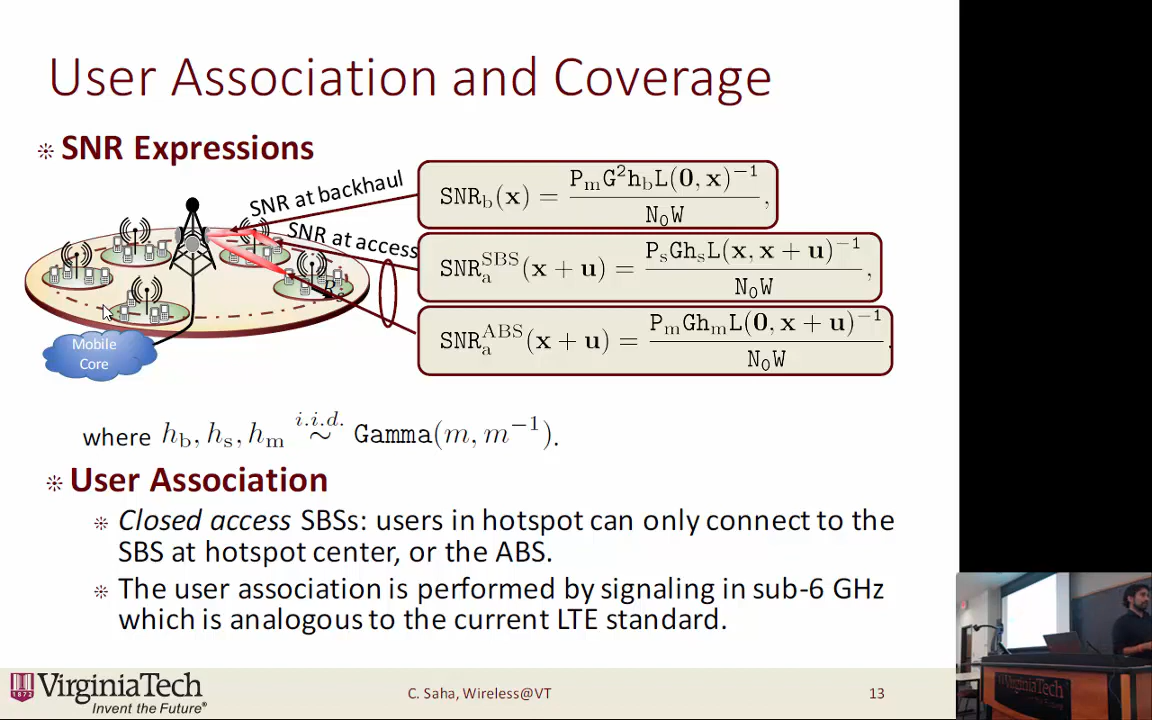 User Association and Coverage
SNR Expressions
SNR at backhaul
SNR_b(x) = P_m G^2 h_b L(0, x)^{-1} / N_0 W,
SNR at access
SNR_a^{SBS}(x + u) = P_s G h_s L(x, x + u)^{-1} / N_0 W,
SNR_a^{ABS}(x + u) = P_m G h_m L(0, x + u)^{-1} / N_0 W.
R_s
Mobile
Core
where h_b, h_s, h_m i.i.d. ∼ Gamma(m, m^{-1}).
User Association
Closed access SBSs: users in hotspot can only connect to the
SBS at hotspot center, or the ABS.
The user association is performed by signaling in sub-6 GHz
which is analogous to the current LTE standard.
1872
VirginiaTech
Invent the Future®
C. Saha, Wireless@VT
13
VirginiaTech